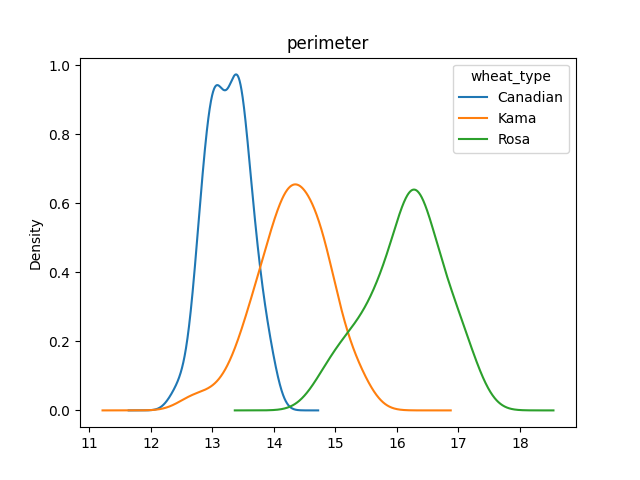 perimeter
wheat_type
Canadian
Kama
Rosa
Density
1.0
0.8
0.6
0.4
0.2
0.0
11 12 13 14 15 16 17 18